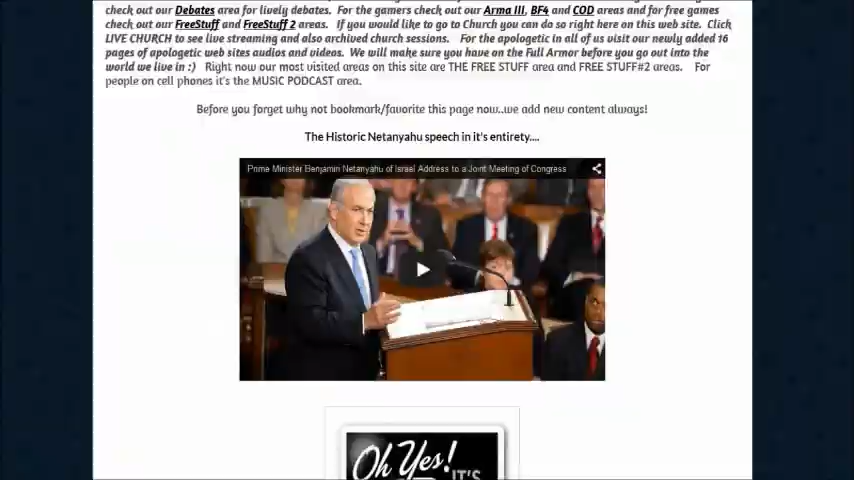 check out our Debates area for lively debates. For the gamers check out our Arma III, BF4 and COD areas and for free games
check out our FreeStuff and FreeStuff 2 areas. If you would like to go to Church you can do so right here on this web site. Click
LIVE CHURCH to see live streaming and also archived church sessions. For the apologetic in all of us visit our newly added 16
pages of apologetic web sites audios and videos. We will make sure you have on the Full Armor before you go out into the
world we live in :) Right now our most visited areas on this site are THE FREE STUFF area and FREE STUFF#2 areas. For
people on cell phones it's the MUSIC PODCAST area.
Before you forget why not bookmark/favorite this page now..we add new content always!
The Historic Netanyahu speech in it's entirety....
Prime Minister Benjamin Netanyahu of Israel Address to a Joint Meeting of Congress
Oh Yes!
IT'S